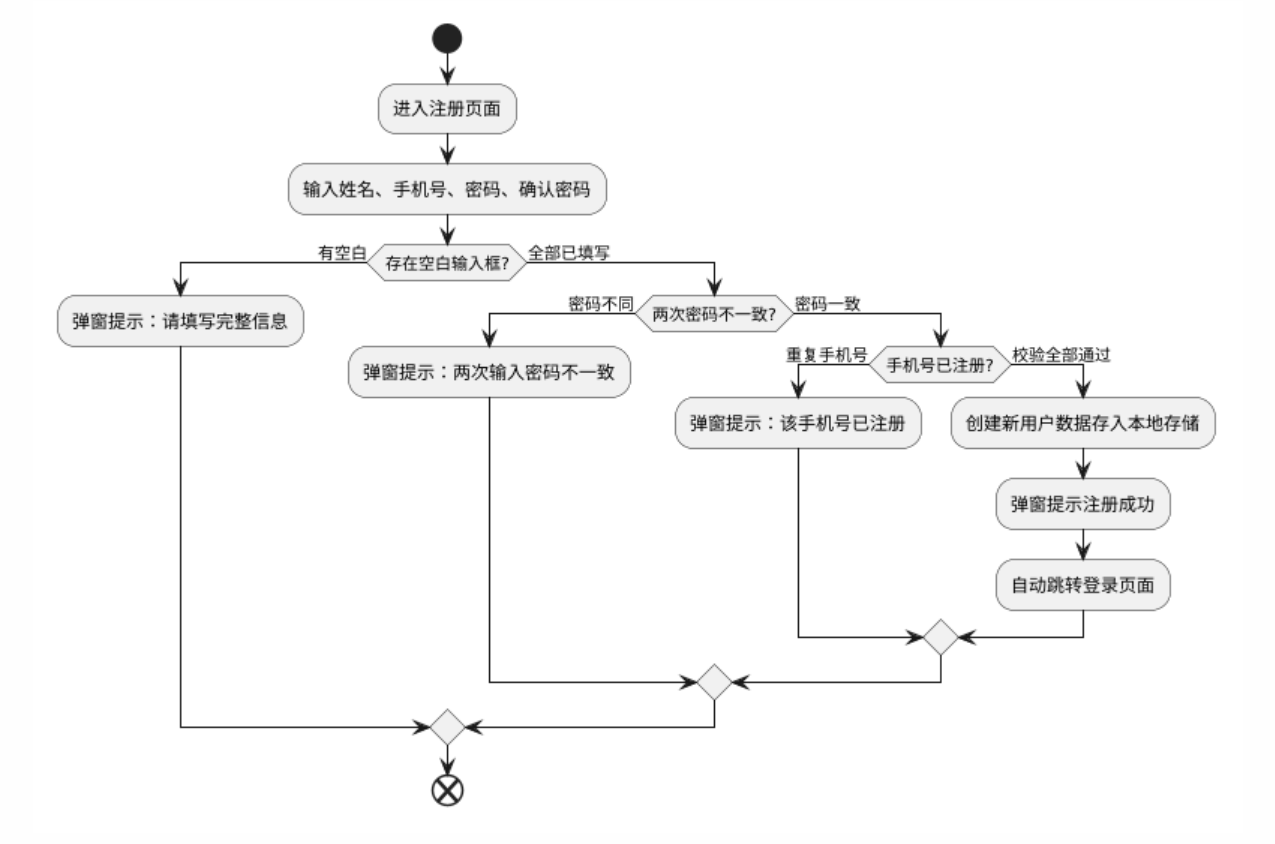 进入注册页面
输入姓名、手机号、密码、确认密码
有空白
存在空白输入框?
全部已填写
弹窗提示：请填写完整信息
密码不同
两次密码不一致?
密码一致
弹窗提示：两次输入密码不一致
重复手机号
手机号已注册?
校验全部通过
弹窗提示：该手机号已注册
创建新用户数据存入本地存储
弹窗提示注册成功
自动跳转登录页面